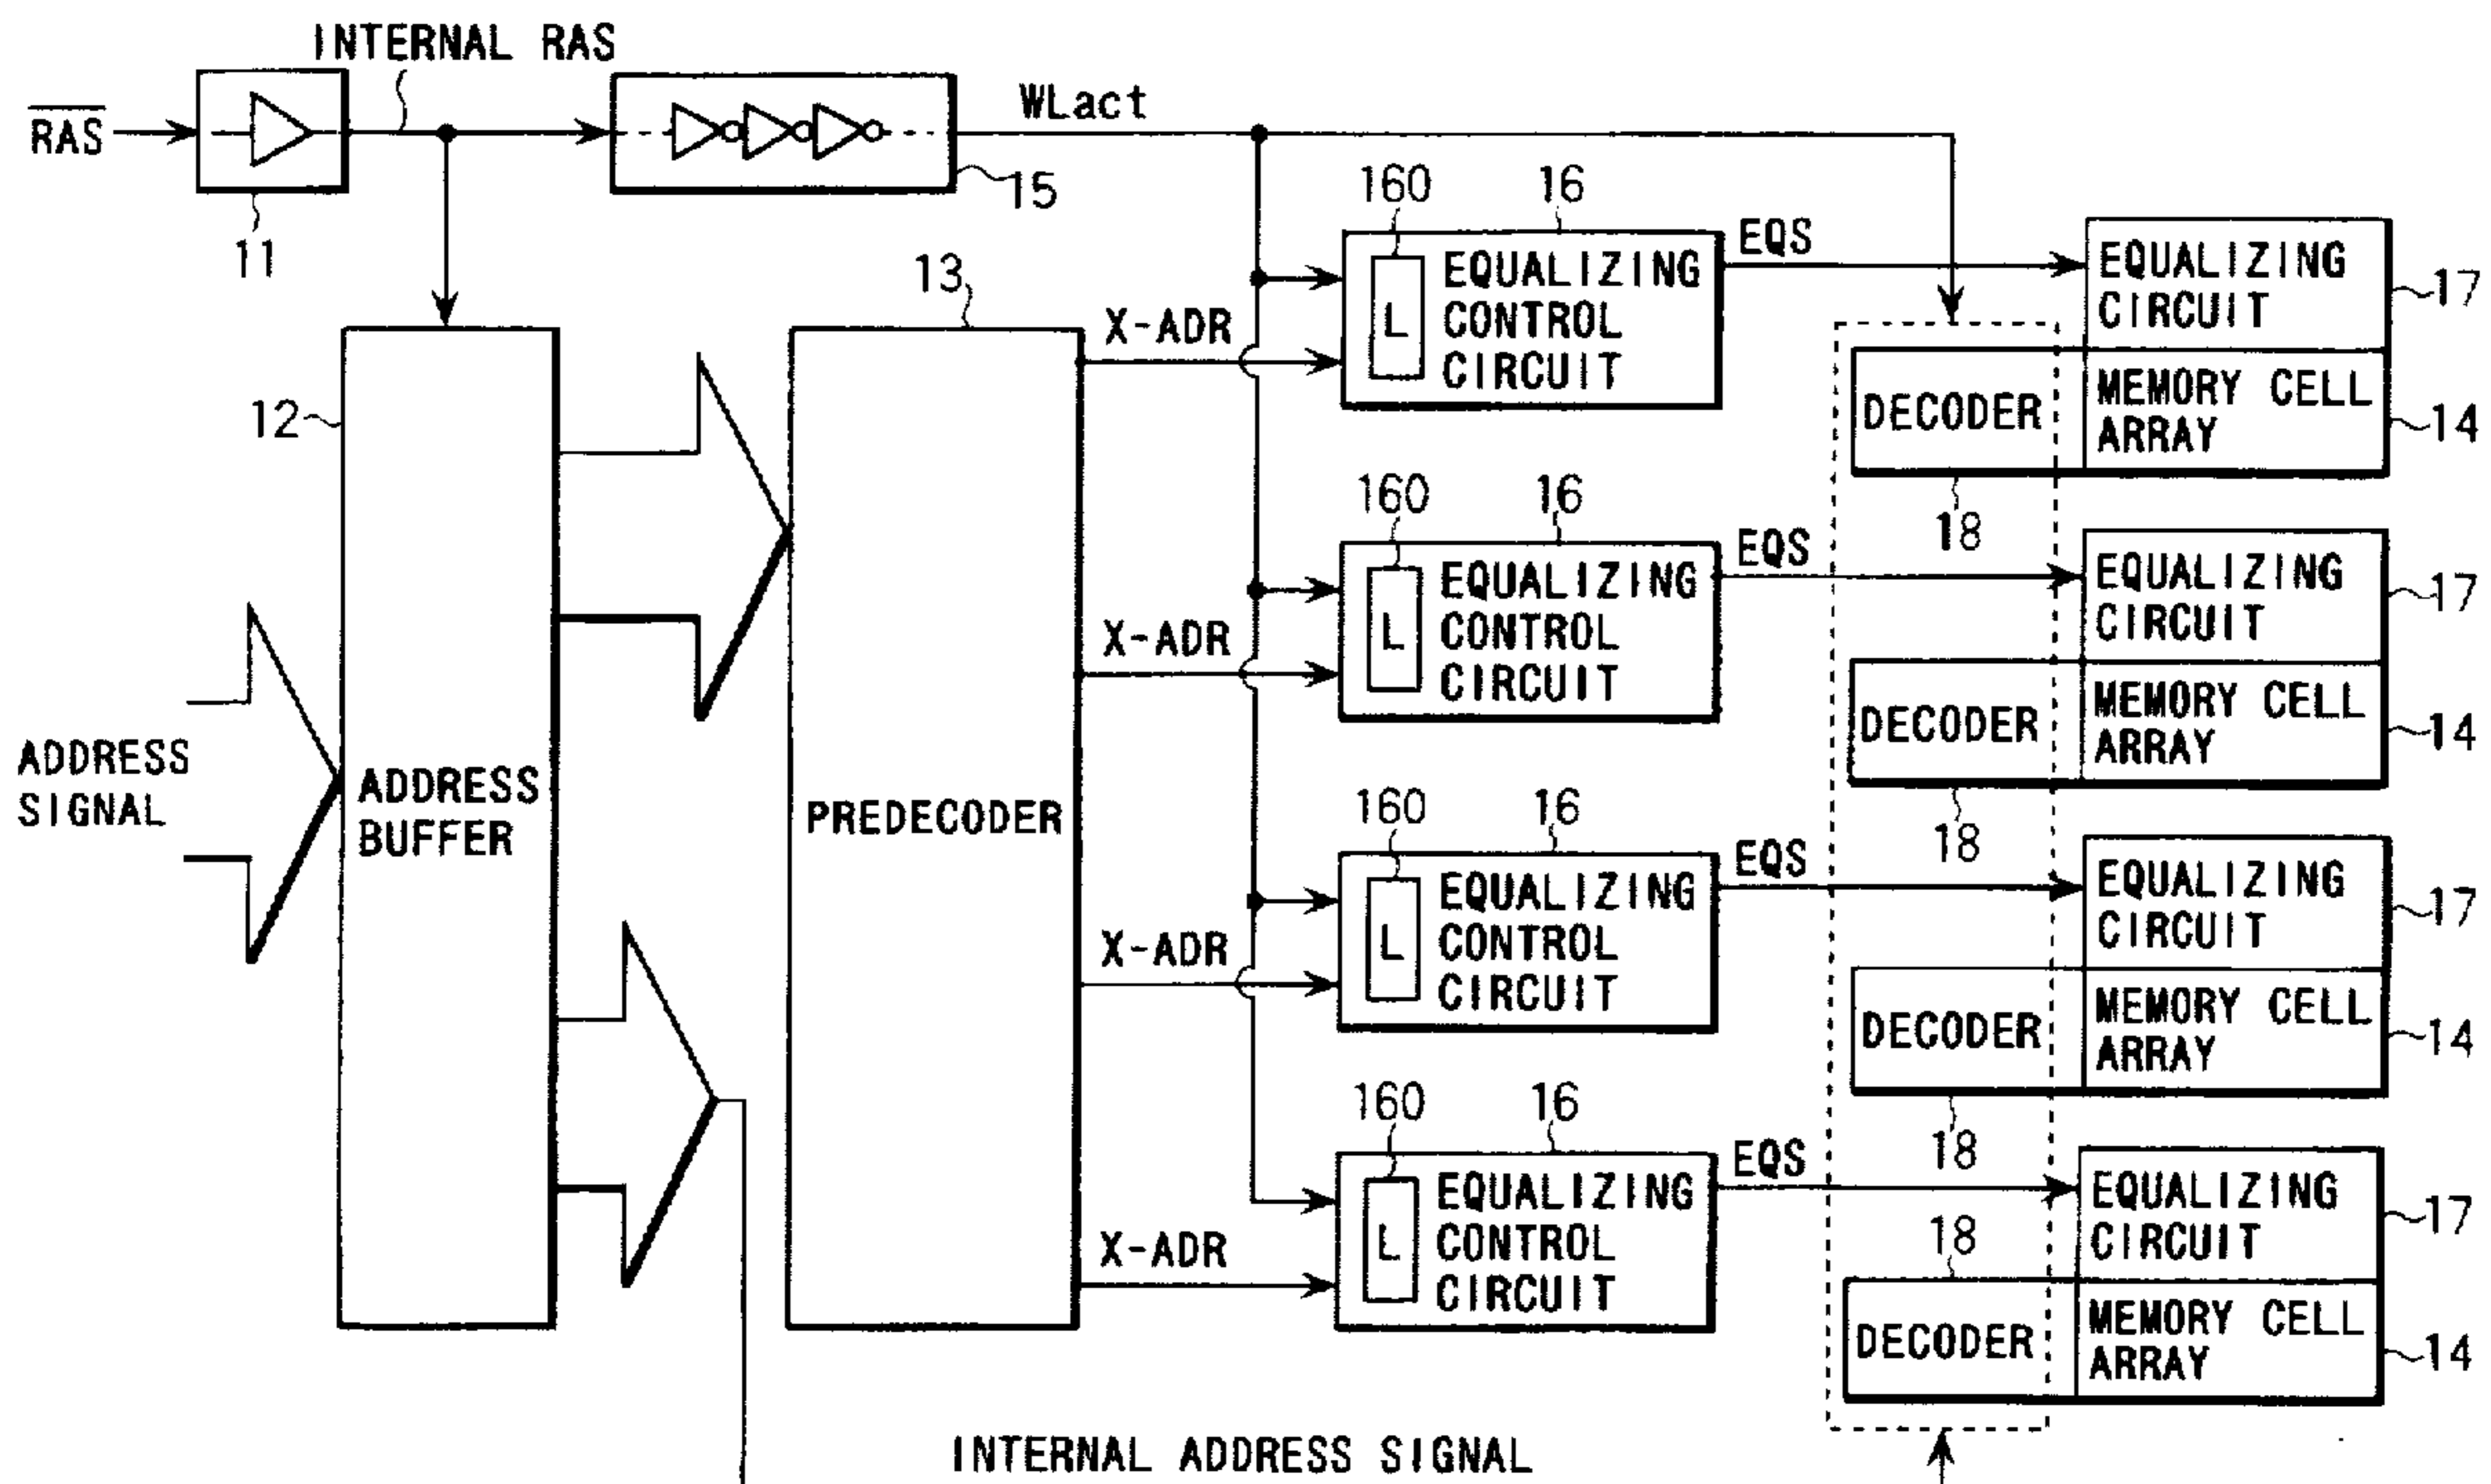 INTERNAL RAS
RAS
WLact
11
15
160
16
EQS
EQUALIZING
CIRCUIT
17
13
X-ADR
L
EQUALIZING
CONTROL
CIRCUIT
12
DECODER
MEMORY CELL
ARRAY
14
18
160
16
EQS
EQUALIZING
CIRCUIT
17
X-ADR
L
EQUALIZING
CONTROL
CIRCUIT
DECODER
MEMORY CELL
ARRAY
14
18
ADDRESS
SIGNAL
ADDRESS
BUFFER
PREDECODER
160
16
EQS
EQUALIZING
CIRCUIT
17
X-ADR
L
EQUALIZING
CONTROL
CIRCUIT
DECODER
MEMORY CELL
ARRAY
14
18
160
16
EQS
EQUALIZING
CIRCUIT
17
X-ADR
L
EQUALIZING
CONTROL
CIRCUIT
18
DECODER
MEMORY CELL
ARRAY
14
INTERNAL ADDRESS SIGNAL